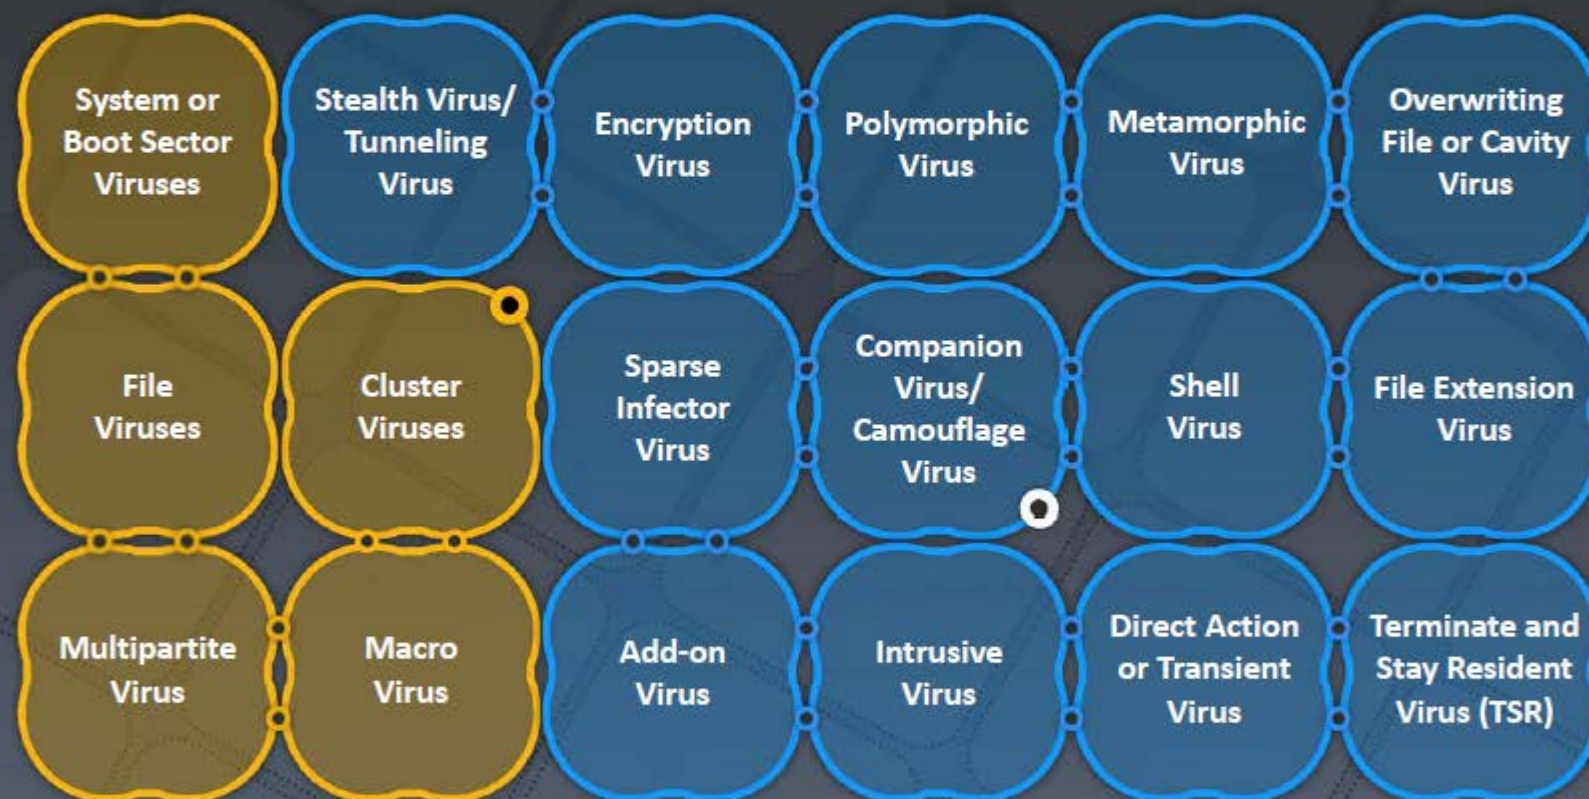 System or
Boot Sector
Viruses
Stealth Virus/
Tunneling
Virus
Encryption
Virus
Polymorphic
Virus
Metamorphic
Virus
Overwriting
File or Cavity
Virus
File
Viruses
Cluster
Viruses
Sparse
Infector
Virus
Companion
Virus/
Camouflage
Virus
Shell
Virus
File Extension
Virus
Multipartite
Virus
Macro
Virus
Add-on
Virus
Intrusive
Virus
Direct Action
or Transient
Virus
Terminate and
Stay Resident
Virus (TSR)